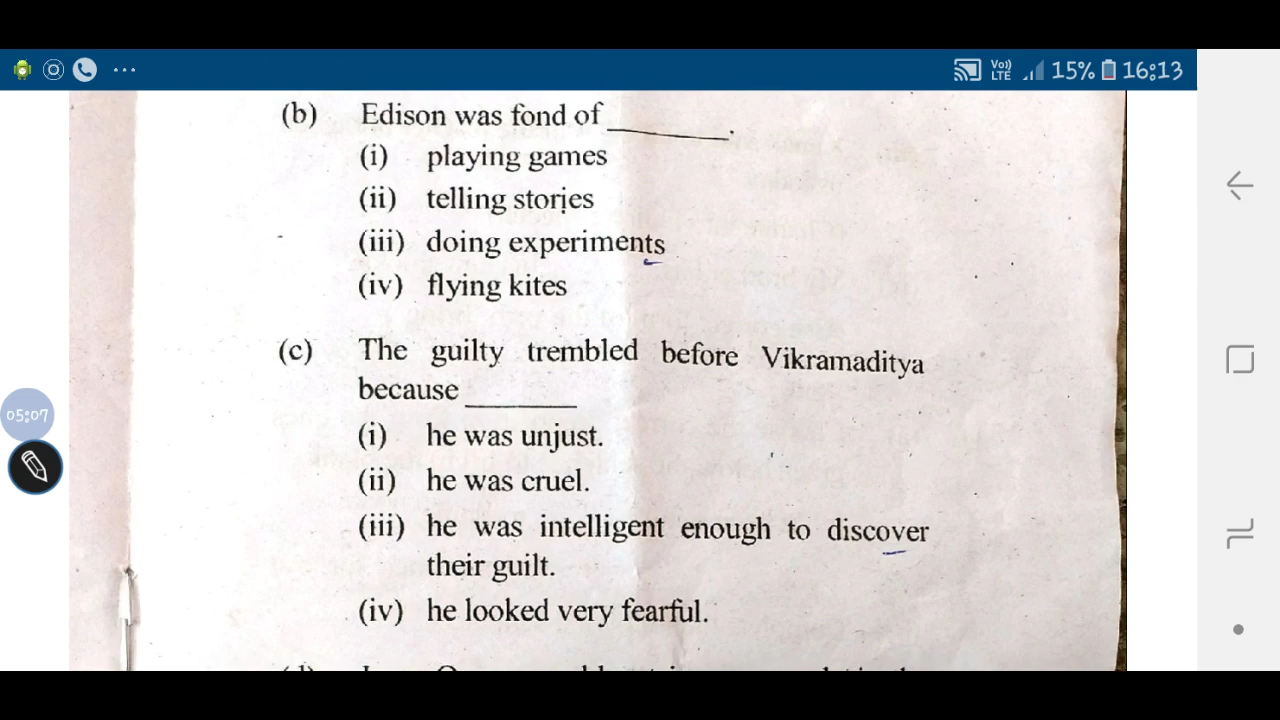 Vo))
LTE
15%
16:13
(b) Edison was fond of ________.
(i) playing games
(ii) telling stories
(iii) doing experiments
(iv) flying kites
(c) The guilty trembled before Vikramaditya
because ________
(i) he was unjust.
(ii) he was cruel.
(iii) he was intelligent enough to discover
their guilt.
(iv) he looked very fearful.
05:07